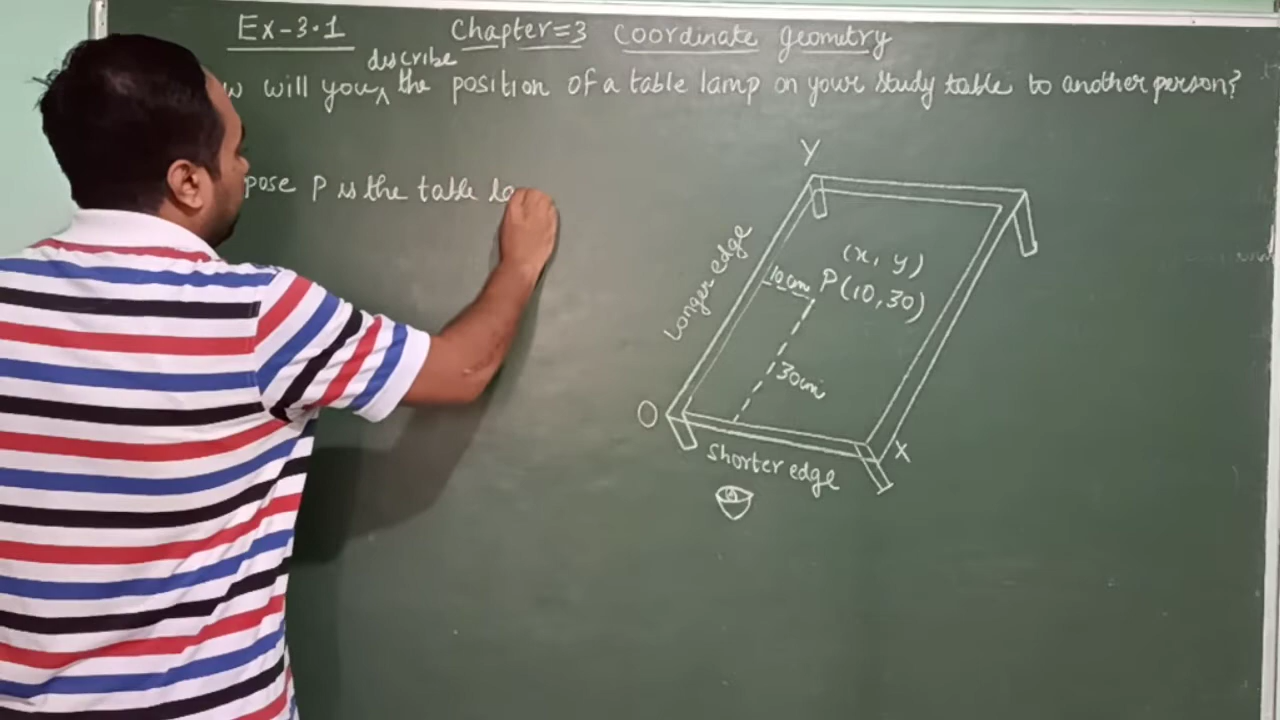 Ex-3.1 Chapter=3 Coordinate geometry
describe
will you ^ the position of a table lamp on your study table to another person?
pose P is the table la
Y
Longer edge
(x, y)
10cm P(10,30)
30cm
O
X
Shorter edge